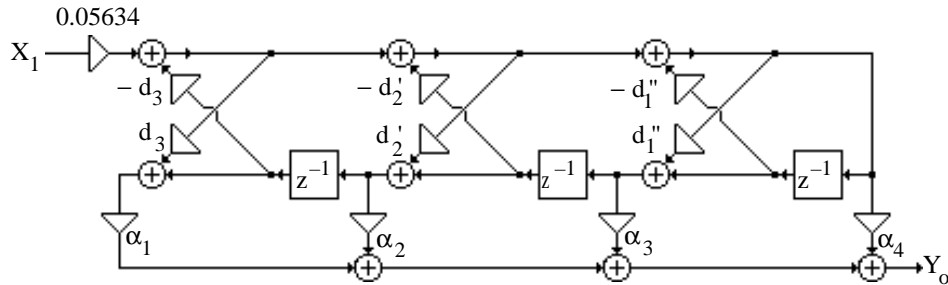 0.05634
X₁
– d₃
– d₂'
– d₁"
d₃
d₂'
d₁"
z⁻¹
z⁻¹
z⁻¹
α₁
α₂
α₃
α₄
Yₒ